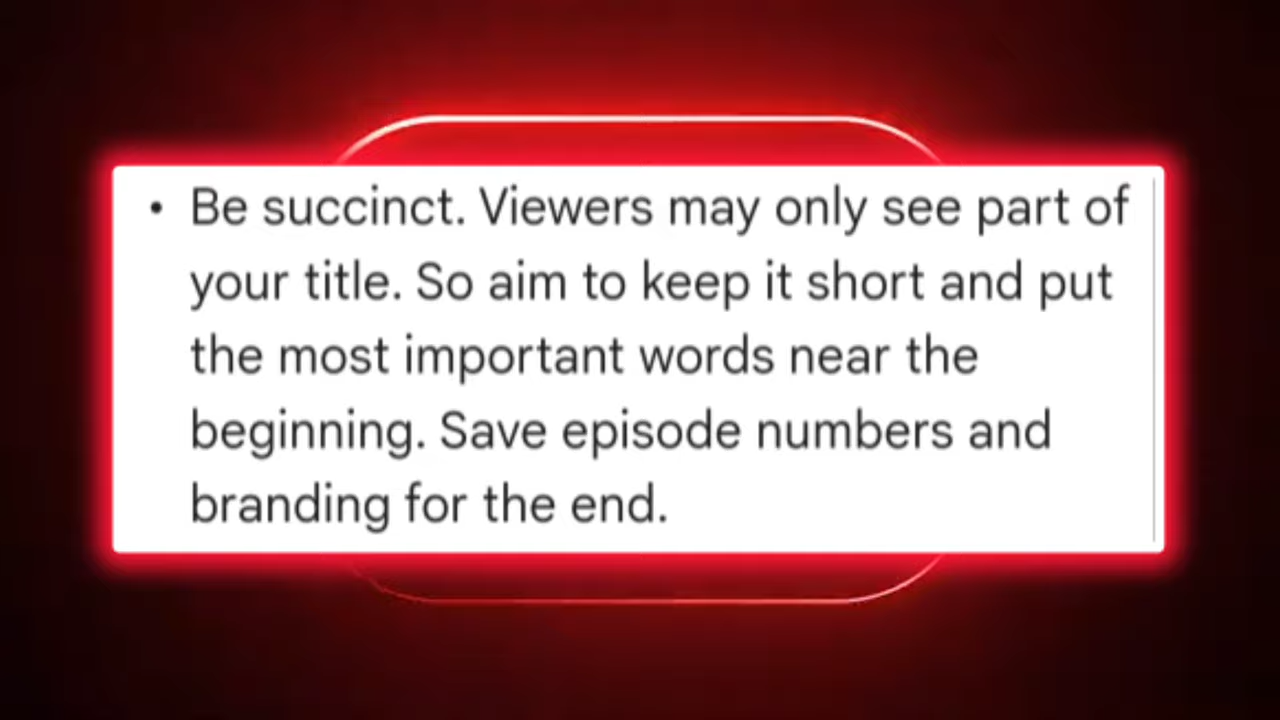 • Be succinct. Viewers may only see part of
your title. So aim to keep it short and put
the most important words near the
beginning. Save episode numbers and
branding for the end.